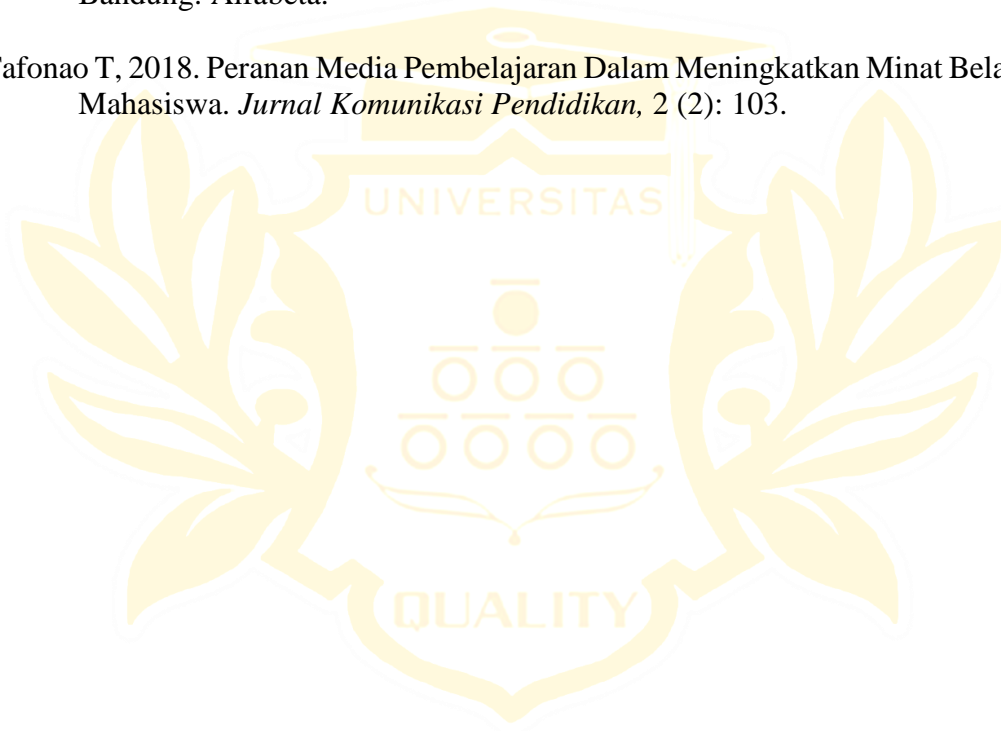 Bandung: Alfabeta.
Tafonao T, 2018. Peranan Media Pembelajaran Dalam Meningkatkan Minat
Mahasiswa. Jurnal Komunikasi Pendidikan, 2 (2): 103.
UNIVERSITAS
QUALITY